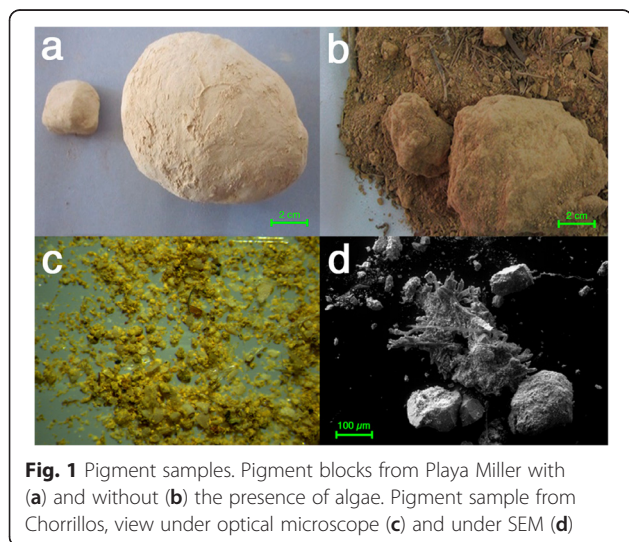 a
b
2 cm
2 cm
c
d
100 µm
Fig. 1 Pigment samples. Pigment blocks from Playa Miller with
(a) and without (b) the presence of algae. Pigment sample from
Chorrillos, view under optical microscope (c) and under SEM (d)